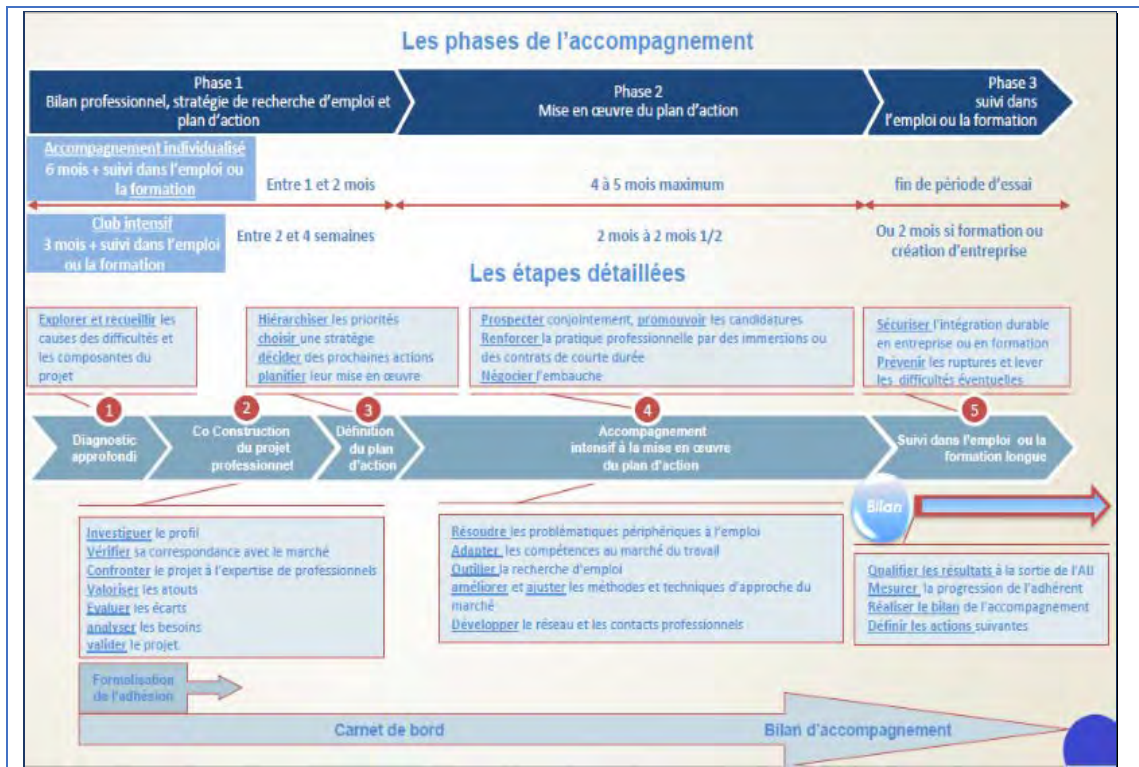 Les phases de l'accompagnement
Phase 1
Bilan professionnel, stratégie de recherche d'emploi et
plan d'action
Phase 2
Mise en œuvre du plan d'action
Phase 3
suivi dans
l'emploi ou la formation
Accompagnement individualisé
6 mois + suivi dans l'emploi ou
la formation
Entre 1 et 2 mois
4 à 5 mois maximum
fin de période d'essai
Club intensif
3 mois + suivi dans l'emploi
ou la formation
Entre 2 et 4 semaines
2 mois à 2 mois 1/2
Ou 2 mois si formation ou
création d'entreprise
Les étapes détaillées
Explorer et recueillir les
causes des difficultés et
les composantes du
projet
Hiérarchiser les priorités
choisir une stratégie
décider des prochaines actions
planifier leur mise en œuvre
Prospecter conjointement, promouvoir les candidatures
Renforcer la pratique professionnelle par des immersions ou
des contrats de courte durée
Négocier l'embauche
Sécuriser l'intégration durable
en entreprise ou en formation
Prévenir les ruptures et lever
les difficultés éventuelles
1
2
3
4
5
Diagnostic
approfondi
Co Construction
du projet
professionnel
Définition
du plan
d'action
Accompagnement
intensif à la mise en œuvre
du plan d'action
Suivi dans l'emploi ou la
formation longue
Bilan
Investiguer le profil
Vérifier sa correspondance avec le marché
Confronter le projet à l'expertise de professionnels
Valoriser les atouts
Evaluer les écarts
analyser les besoins
valider le projet
Résoudre les problématiques périphériques à l'emploi
Adapter les compétences au marché du travail
Outiller la recherche d'emploi
améliorer et ajuster les méthodes et techniques d'approche du
marché
Développer le réseau et les contacts professionnels
Qualifier les résultats à la sortie de l'AII
Mesurer la progression de l'adhérent
Réaliser le bilan de l'accompagnement
Définir les actions suivantes
Formalisation
de l'adhésion
Carnet de bord
Bilan d'accompagnement